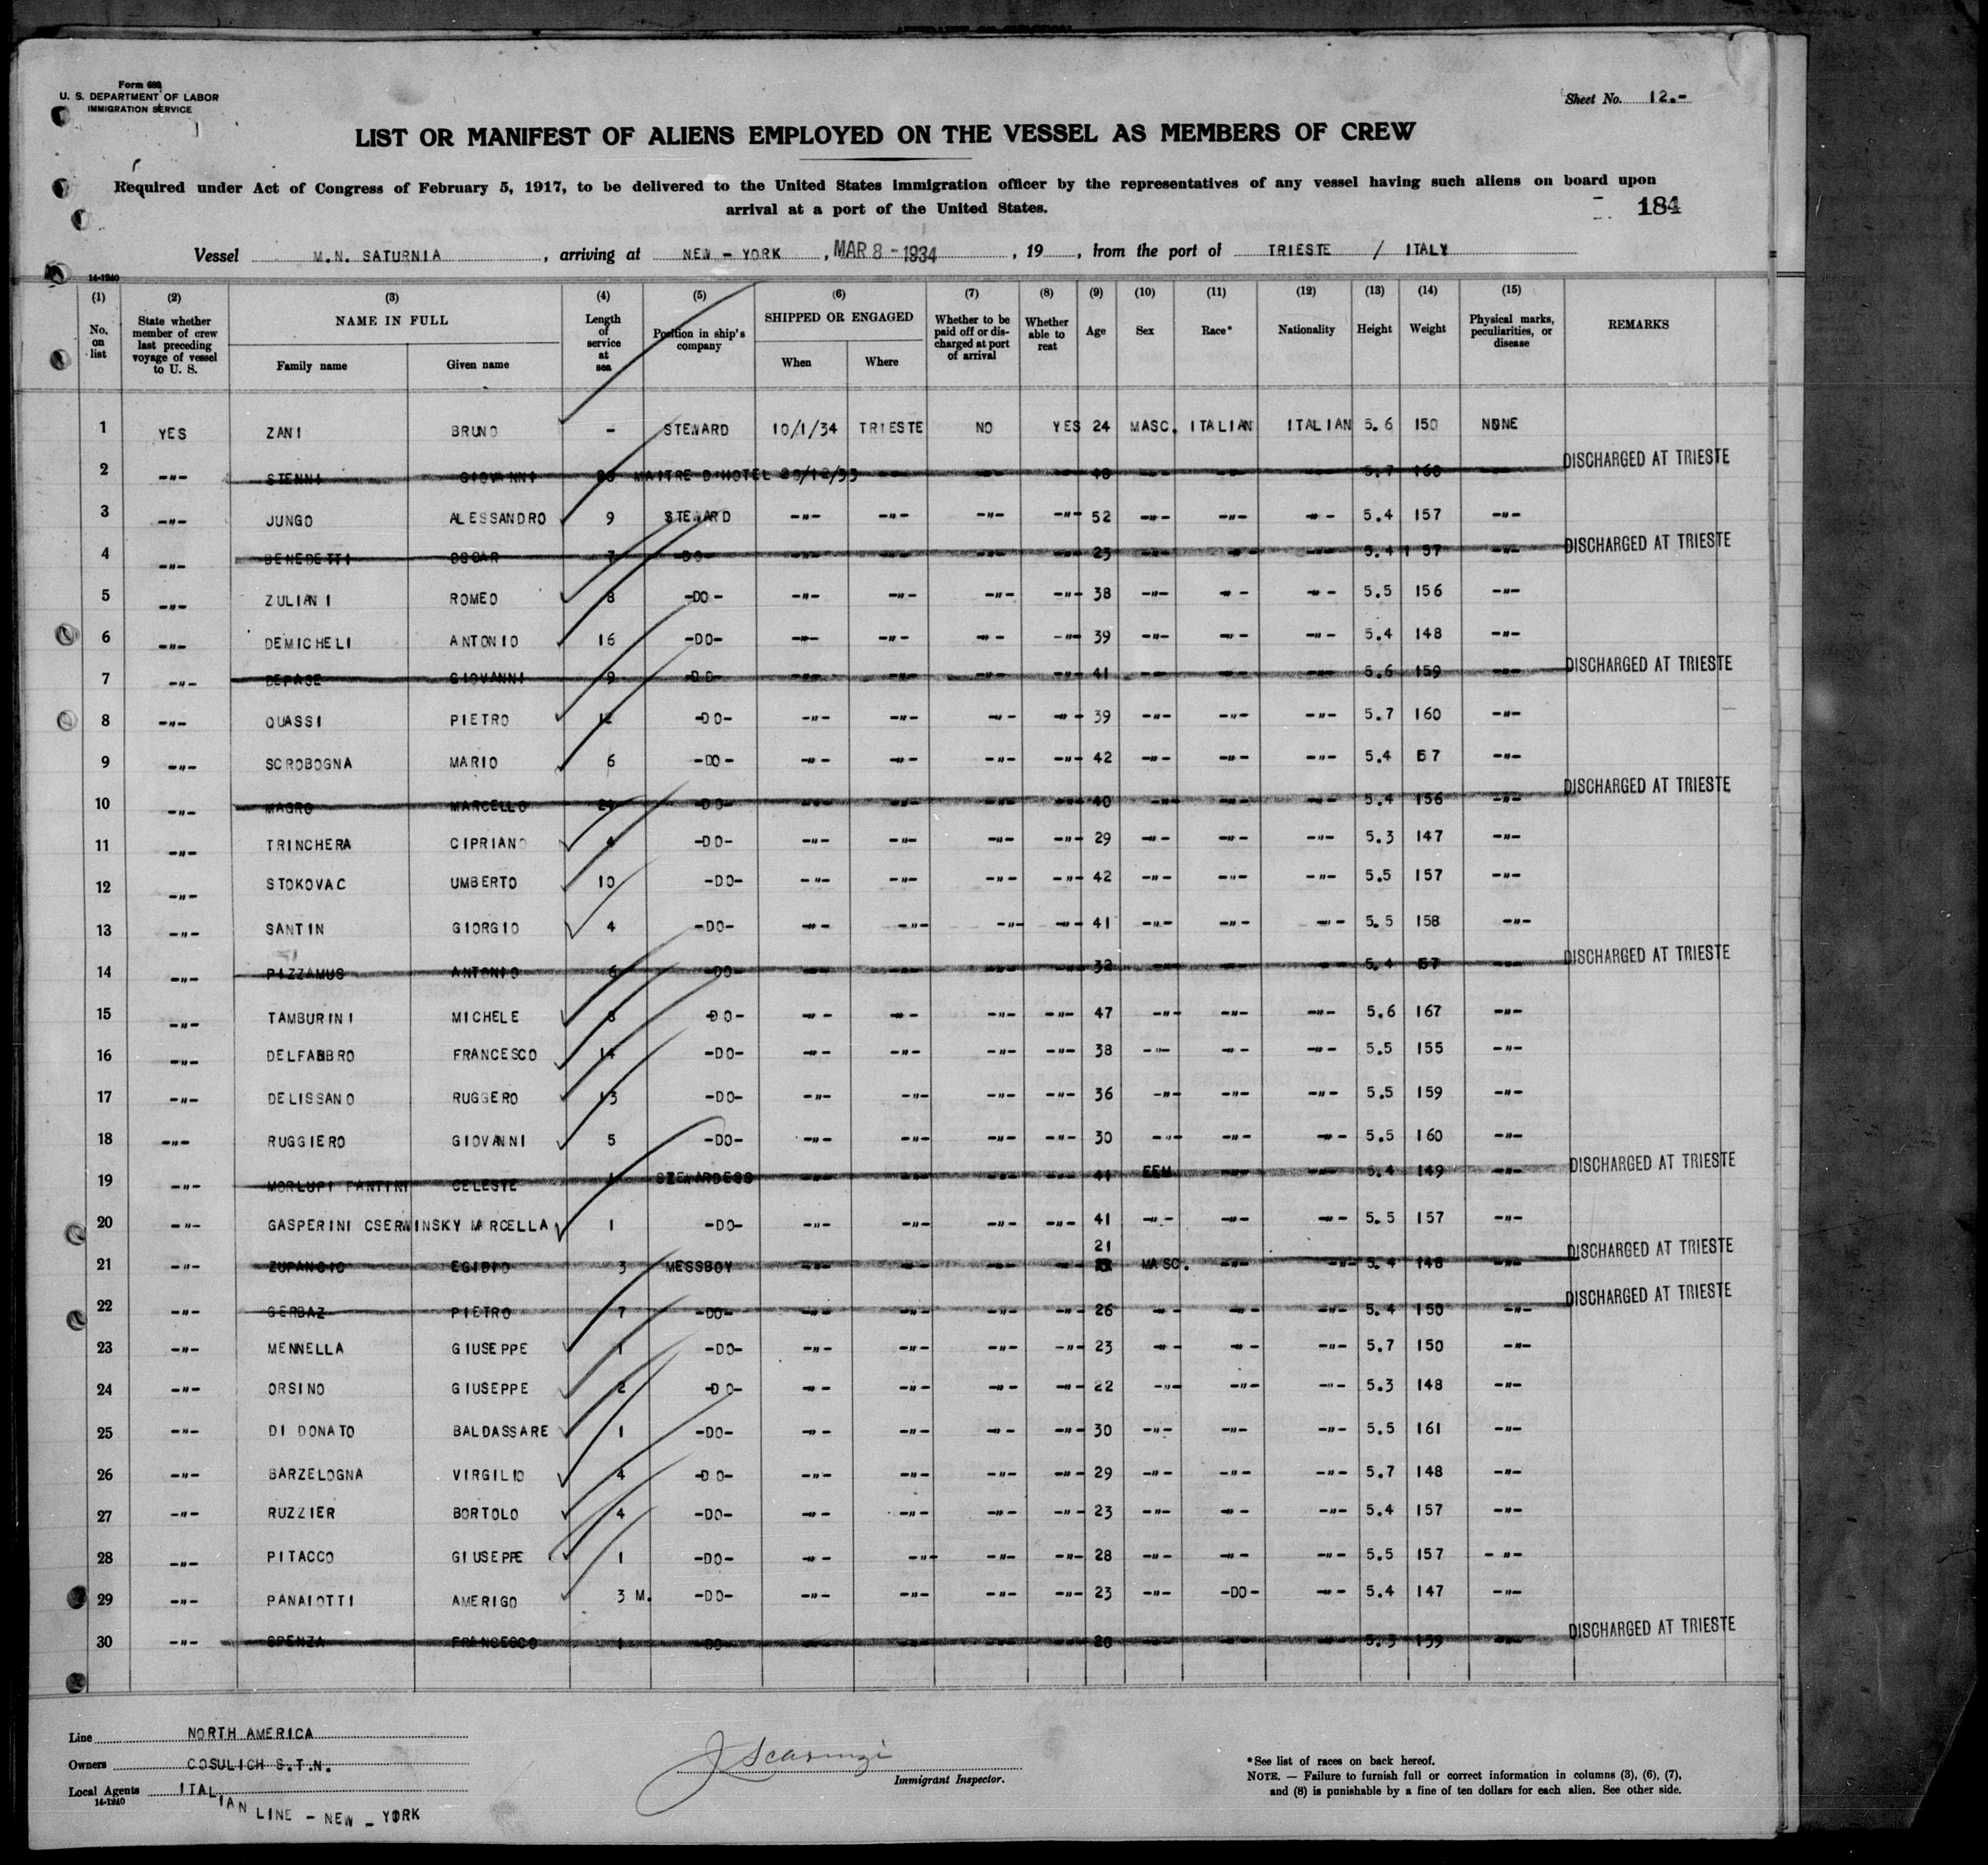 Form 680
U. S. DEPARTMENT OF LABOR
IMMIGRATION SERVICE
Sheet No. 12.-
LIST OR MANIFEST OF ALIENS EMPLOYED ON THE VESSEL AS MEMBERS OF CREW
Required under Act of Congress of February 5, 1917, to be delivered to the United States immigration officer by the representatives of any vessel having such aliens on board upon
arrival at a port of the United States.
184
Vessel M.N. SATURNIA, arriving at NEW - YORK, MAR 8 - 1934, 19 , from the port of TRIESTE / ITALY
14-1240
(1) No. on list (2) State whether member of crew last preceding voyage of vessel to U. S. (3) NAME IN FULL Family name Given name (4) Length of service at sea (5) Position in ship's company (6) SHIPPED OR ENGAGED When Where (7) Whether to be paid off or discharged at port of arrival (8) Whether able to reat (9) Age (10) Sex (11) Race* (12) Nationality (13) Height (14) Weight (15) Physical marks, peculiarities, or disease REMARKS
1 YES ZANI BRUNO - STEWARD 10/1/34 TRIESTE NO YES 24 MASC. ITALIAN ITALIAN 5.6 150 NONE
2 -"- STENNI GIOVANNI MAITRE D'HOTEL 20/12/33 -"- -"- -"- 48 -"- -"- -"- 5.7 160 -"- DISCHARGED AT TRIESTE
3 -"- JUNGO ALESSANDRO 9 STEWARD -"- -"- -"- -"- 52 -"- -"- -"- 5.4 157 -"-
4 -"- BENEDETTI OSCAR 7 -DO- -"- -"- -"- -"- 23 -"- -"- -"- 5.4 157 -"- DISCHARGED AT TRIESTE
5 -"- ZULIANI ROMEO 8 -DO- -"- -"- -"- -"- 38 -"- -"- -"- 5.5 156 -"-
6 -"- DEMICHELI ANTONIO 16 -DO- -"- -"- -"- -"- 39 -"- -"- -"- 5.4 148 -"-
7 -"- DEPASE GIOVANNI 9 -DO- -"- -"- -"- -"- 41 -"- -"- -"- 5.6 159 -"- DISCHARGED AT TRIESTE
8 -"- QUASSI PIETRO 12 -DO- -"- -"- -"- -"- 39 -"- -"- -"- 5.7 160 -"-
9 -"- SCROBOGNA MARIO 6 -DO- -"- -"- -"- -"- 42 -"- -"- -"- 5.4 57 -"-
10 -"- MAGRO MARCELLO 24 -DO- -"- -"- -"- -"- 40 -"- -"- -"- 5.4 156 -"- DISCHARGED AT TRIESTE
11 -"- TRINCHERA CIPRIANO 4 -DO- -"- -"- -"- -"- 29 -"- -"- -"- 5.3 147 -"-
12 -"- STOKOVAC UMBERTO 10 -DO- -"- -"- -"- -"- 42 -"- -"- -"- 5.5 157 -"-
13 -"- SANTIN GIORGIO 4 -DO- -"- -"- -"- -"- 41 -"- -"- -"- 5.5 158 -"-
14 -"- PIZZAMUS ANTONIO 6 -DO- -"- -"- -"- -"- 32 -"- -"- -"- 5.4 57 -"- DISCHARGED AT TRIESTE
15 -"- TAMBURINI MICHELE 8 -DO- -"- -"- -"- -"- 47 -"- -"- -"- 5.6 167 -"-
16 -"- DELFABBRO FRANCESCO 14 -DO- -"- -"- -"- -"- 38 -"- -"- -"- 5.5 155 -"-
17 -"- DELISSANO RUGGERO 13 -DO- -"- -"- -"- -"- 36 -"- -"- -"- 5.5 159 -"-
18 -"- RUGGIERO GIOVANNI 5 -DO- -"- -"- -"- -"- 30 -"- -"- -"- 5.5 160 -"-
19 -"- MORLUPI FANTINI CELESTE 1 STEWARDESS -"- -"- -"- -"- 41 FEM -"- -"- 5.4 149 -"- DISCHARGED AT TRIESTE
20 -"- GASPERINI CSERWINSKY MARCELLA 1 -DO- -"- -"- -"- -"- 41 -"- -"- -"- 5.5 157 -"-
21 -"- ZUPANCIC EGIDIO 3 MESSBOY -"- -"- -"- -"- 21 MASC. -"- -"- 5.4 148 -"- DISCHARGED AT TRIESTE
22 -"- GERBAZ PIETRO 7 -DO- -"- -"- -"- -"- 26 -"- -"- -"- 5.4 150 -"- DISCHARGED AT TRIESTE
23 -"- MENNELLA GIUSEPPE 1 -DO- -"- -"- -"- -"- 23 -"- -"- -"- 5.7 150 -"-
24 -"- ORSINO GIUSEPPE 2 -DO- -"- -"- -"- -"- 22 -"- -"- -"- 5.3 148 -"-
25 -"- DI DONATO BALDASSARE 1 -DO- -"- -"- -"- -"- 30 -"- -"- -"- 5.5 161 -"-
26 -"- BARZELOGNA VIRGILIO 4 -DO- -"- -"- -"- -"- 29 -"- -"- -"- 5.7 148 -"-
27 -"- RUZZIER BORTOLO 4 -DO- -"- -"- -"- -"- 23 -"- -"- -"- 5.4 157 -"-
28 -"- PITACCO GIUSEPPE 1 -DO- -"- -"- -"- -"- 28 -"- -"- -"- 5.5 157 -"-
29 -"- PANAIOTTI AMERIGO 3 M. -DO- -"- -"- -"- -"- 23 -"- -DO- -"- 5.4 147 -"-
30 -"- SPENZA FRANCESCO 1 -DO- -"- -"- -"- -"- 20 -"- -"- -"- 5.3 159 -"- DISCHARGED AT TRIESTE
Line NORTH AMERICA
Owners COSULICH S.T.N.
Local Agents ITALIAN LINE - NEW - YORK
14-1240
Immigrant Inspector.
*See list of races on back hereof.
NOTE. — Failure to furnish full or correct information in columns (3), (6), (7),
and (8) is punishable by a fine of ten dollars for each alien. See other side.